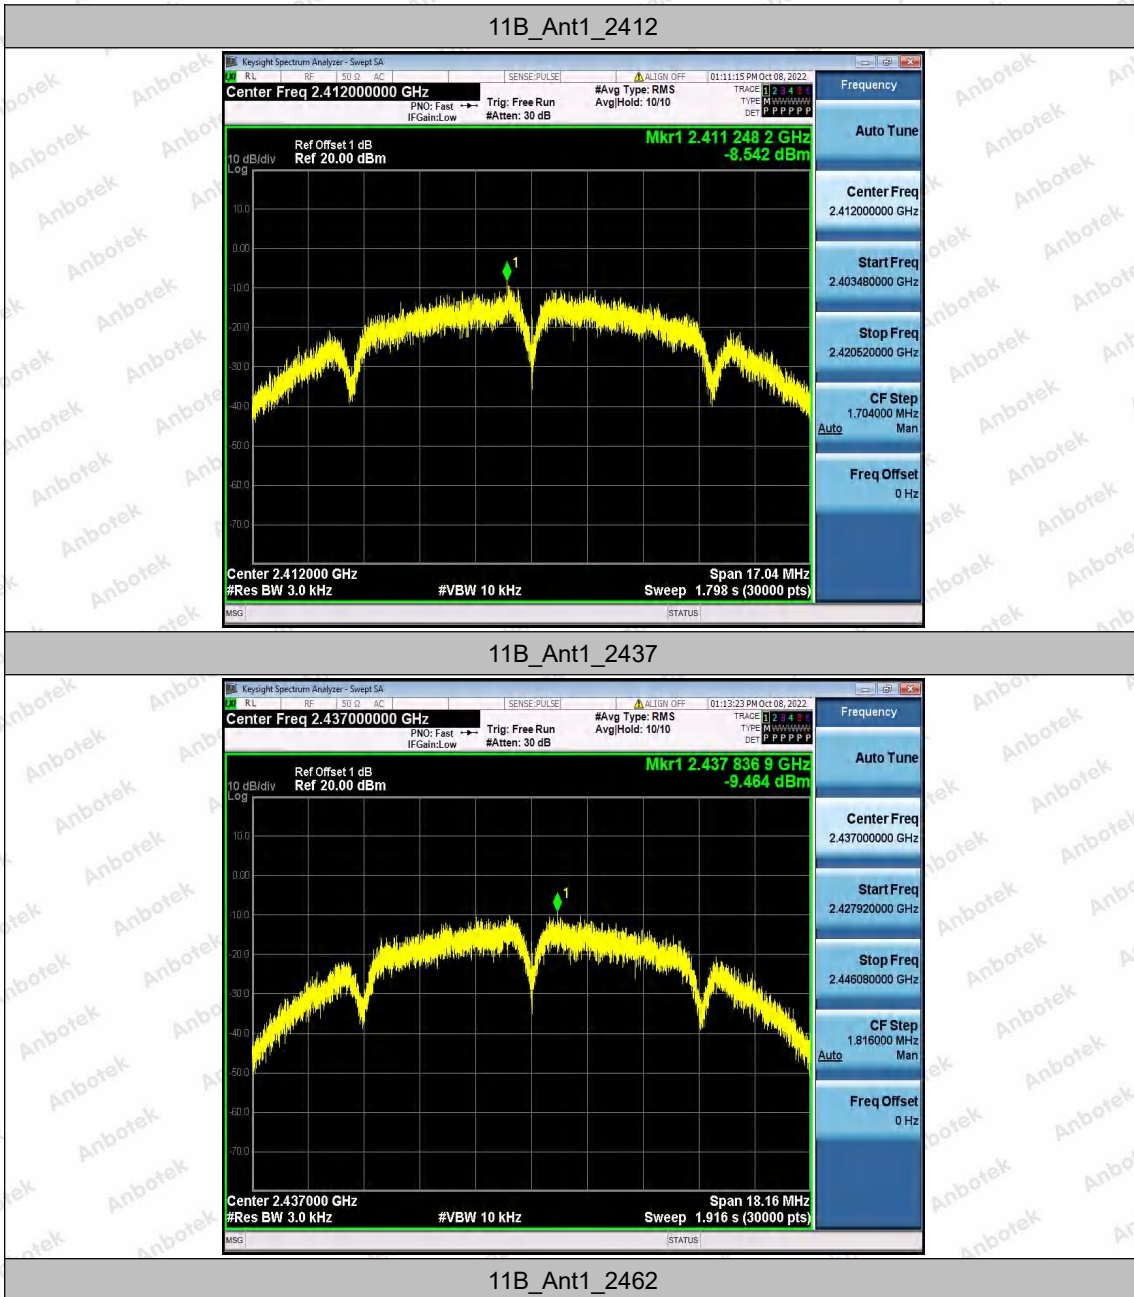 11B_Ant1_2412
Keysight Spectrum Analyzer - Swept SA
RL RF 50 Ω AC SENSE:PULSE ALIGN OFF 01:11:15 PM Oct 08, 2022
Center Freq 2.412000000 GHz
PNO: Fast
IFGain:Low
Trig: Free Run
#Atten: 30 dB
#Avg Type: RMS
Avg|Hold: 10/10
TRACE 1 2 3 4 5 6
TYPE M WWWWW
DET P P P P P P
Frequency
Mkr1 2.411 248 2 GHz
-8.542 dBm
Ref Offset 1 dB
10 dB/div Ref 20.00 dBm
Log
10.0
0.00
-10.0
-20.0
-30.0
-40.0
-50.0
-60.0
-70.0
1
Center 2.412000 GHz Span 17.04 MHz
#Res BW 3.0 kHz #VBW 10 kHz Sweep 1.798 s (30000 pts)
MSG STATUS
Auto Tune
Center Freq
2.412000000 GHz
Start Freq
2.403480000 GHz
Stop Freq
2.420520000 GHz
CF Step
1.704000 MHz
Auto Man
Freq Offset
0 Hz
11B_Ant1_2437
Keysight Spectrum Analyzer - Swept SA
RL RF 50 Ω AC SENSE:PULSE ALIGN OFF 01:13:23 PM Oct 08, 2022
Center Freq 2.437000000 GHz
PNO: Fast
IFGain:Low
Trig: Free Run
#Atten: 30 dB
#Avg Type: RMS
Avg|Hold: 10/10
TRACE 1 2 3 4 5 6
TYPE M WWWWW
DET P P P P P P
Frequency
Mkr1 2.437 836 9 GHz
-9.464 dBm
Ref Offset 1 dB
10 dB/div Ref 20.00 dBm
Log
10.0
0.00
-10.0
-20.0
-30.0
-40.0
-50.0
-60.0
-70.0
1
Center 2.437000 GHz Span 18.16 MHz
#Res BW 3.0 kHz #VBW 10 kHz Sweep 1.916 s (30000 pts)
MSG STATUS
Auto Tune
Center Freq
2.437000000 GHz
Start Freq
2.427920000 GHz
Stop Freq
2.446080000 GHz
CF Step
1.816000 MHz
Auto Man
Freq Offset
0 Hz
11B_Ant1_2462
Anbotek